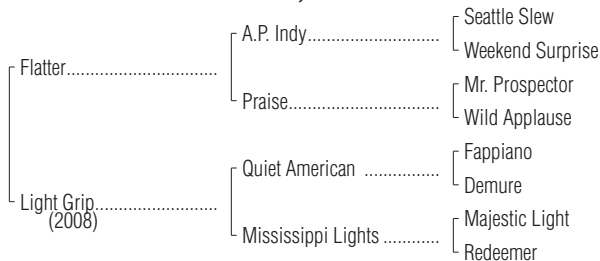 Seattle Slew
A.P. Indy..............................
Weekend Surprise
Flatter................................
Mr. Prospector
Praise..................................
Wild Applause
Fappiano
Quiet American ................
Demure
Light Grip..........................
(2008)
Majestic Light
Mississippi Lights ............
Redeemer